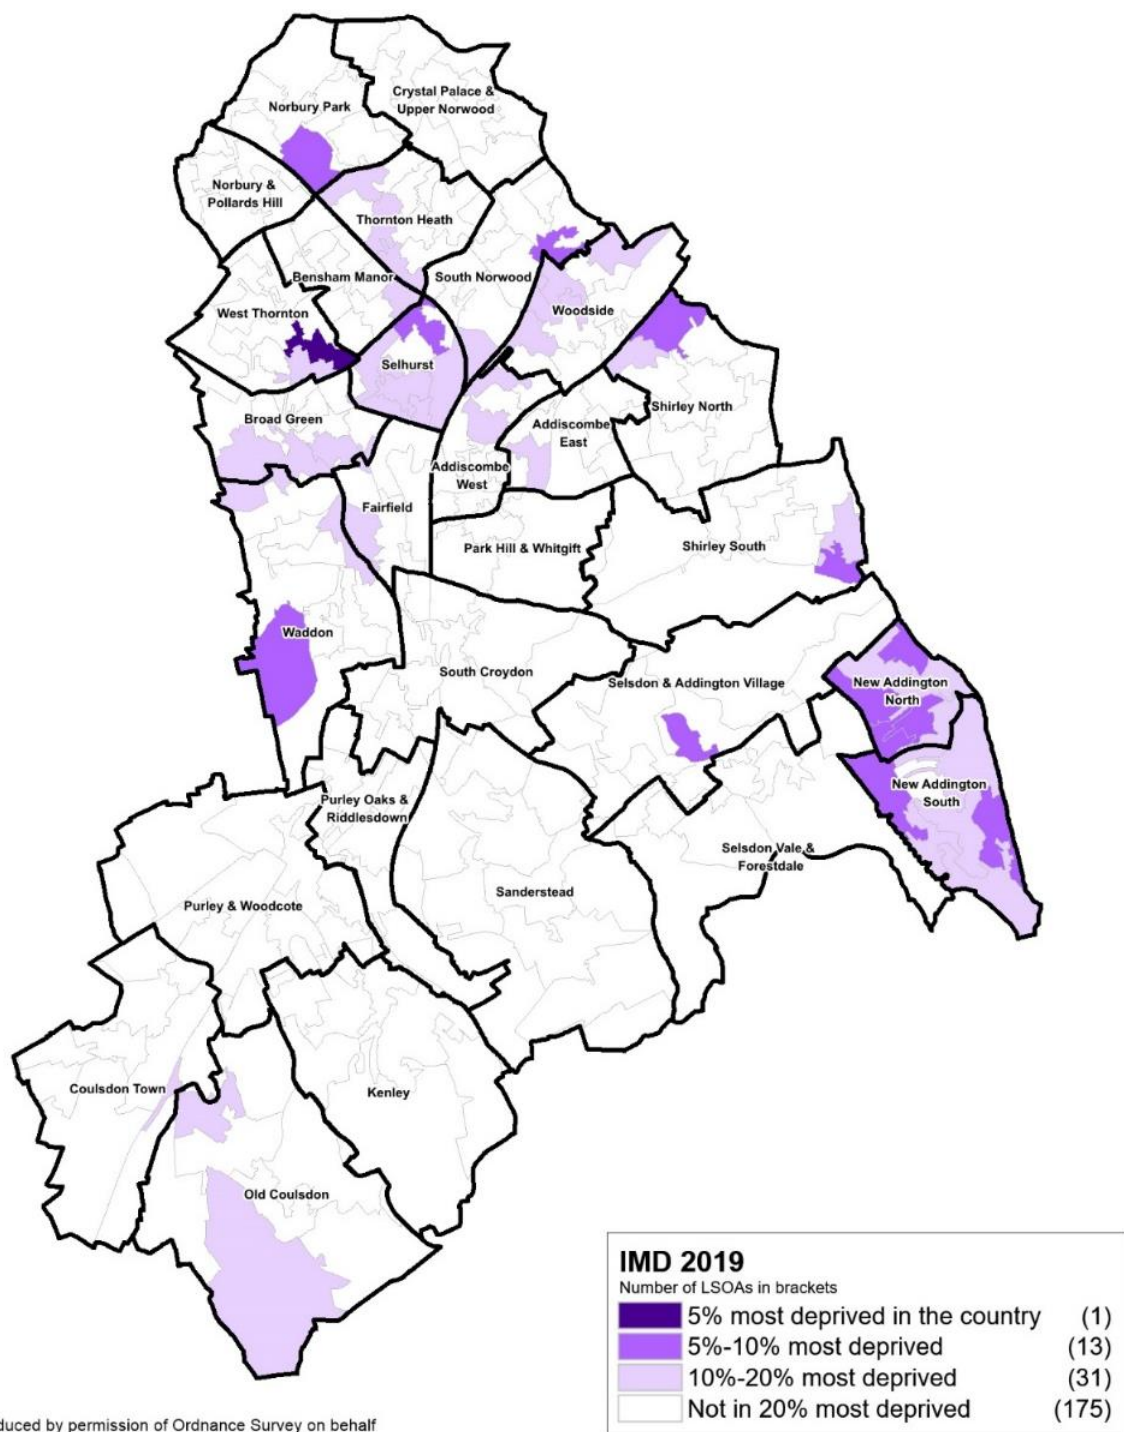 Norbury Park
Crystal Palace &
Upper Norwood
Norbury &
Pollards Hill
Thornton Heath
Bensham Manor
South Norwood
West Thornton
Woodside
Selhurst
Broad Green
Shirley North
Addiscombe
East
Addiscombe
West
Fairfield
Park Hill & Whitgift
Shirley South
Waddon
South Croydon
Selsdon & Addington Village
New Addington
North
New Addington
South
Purley Oaks &
Riddlesdown
Selsdon Vale &
Forestdale
Sanderstead
Purley & Woodcote
Coulsdon Town
Kenley
Old Coulsdon
IMD 2019
Number of LSOAs in brackets
5% most deprived in the country (1)
5%-10% most deprived (13)
10%-20% most deprived (31)
Not in 20% most deprived (175)
duced by permission of Ordnance Survey on behalf